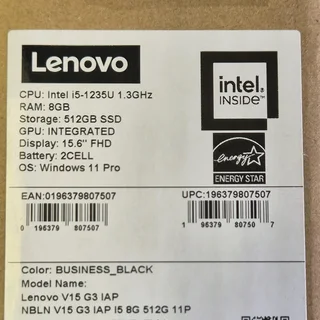 Lenovo
CPU: Intel i5-1235U 1.3GHz
RAM: 8GB
Storage: 512GB SSD
GPU: INTEGRATED
Display: 15.6" FHD
Battery: 2CELL
OS: Windows 11 Pro
intel
INSIDE™
energy
ENERGY STAR
EAN:0196379807507
UPC:196379807507
0 196379 807507
1 96379 80750 7
Color: BUSINESS_BLACK
Model Name:
Lenovo V15 G3 IAP
NBLN V15 G3 IAP I5 8G 512G 11P